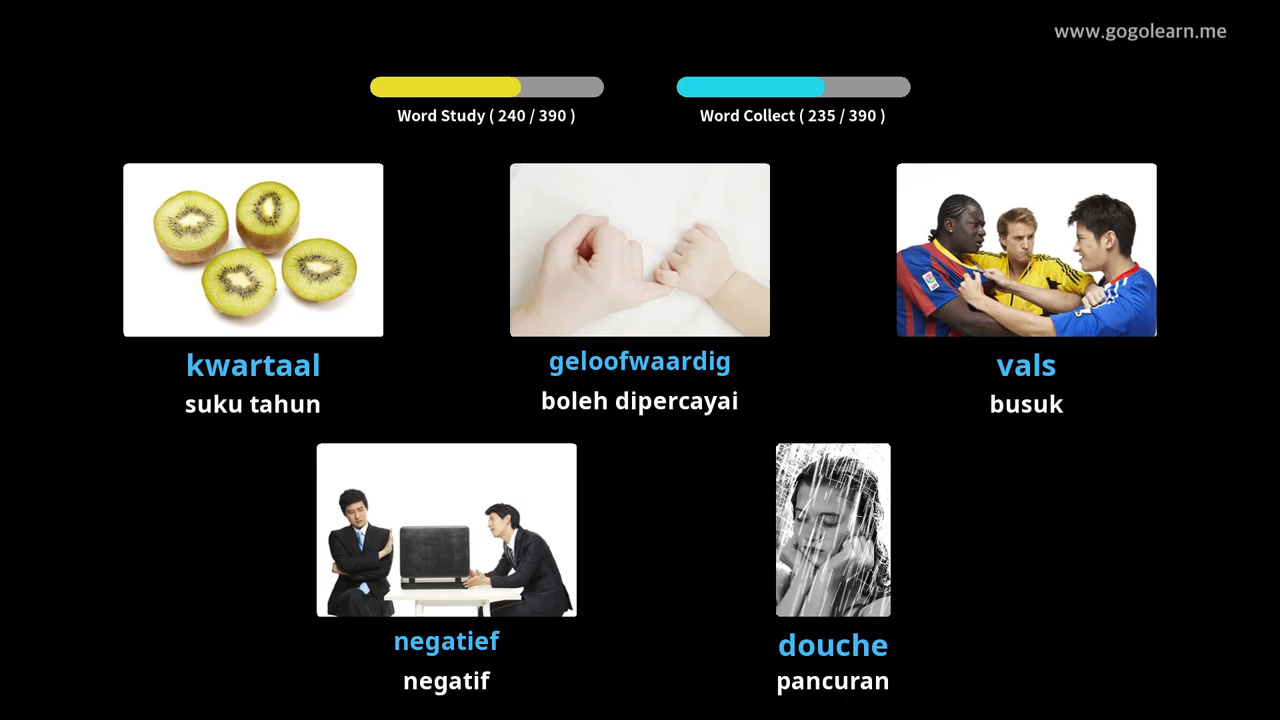 www.gogolearn.me
Word Study ( 240 / 390 )
Word Collect ( 235 / 390 )
kwartaal
suku tahun
geloofwaardig
boleh dipercayai
vals
busuk
negatief
negatif
douche
pancuran